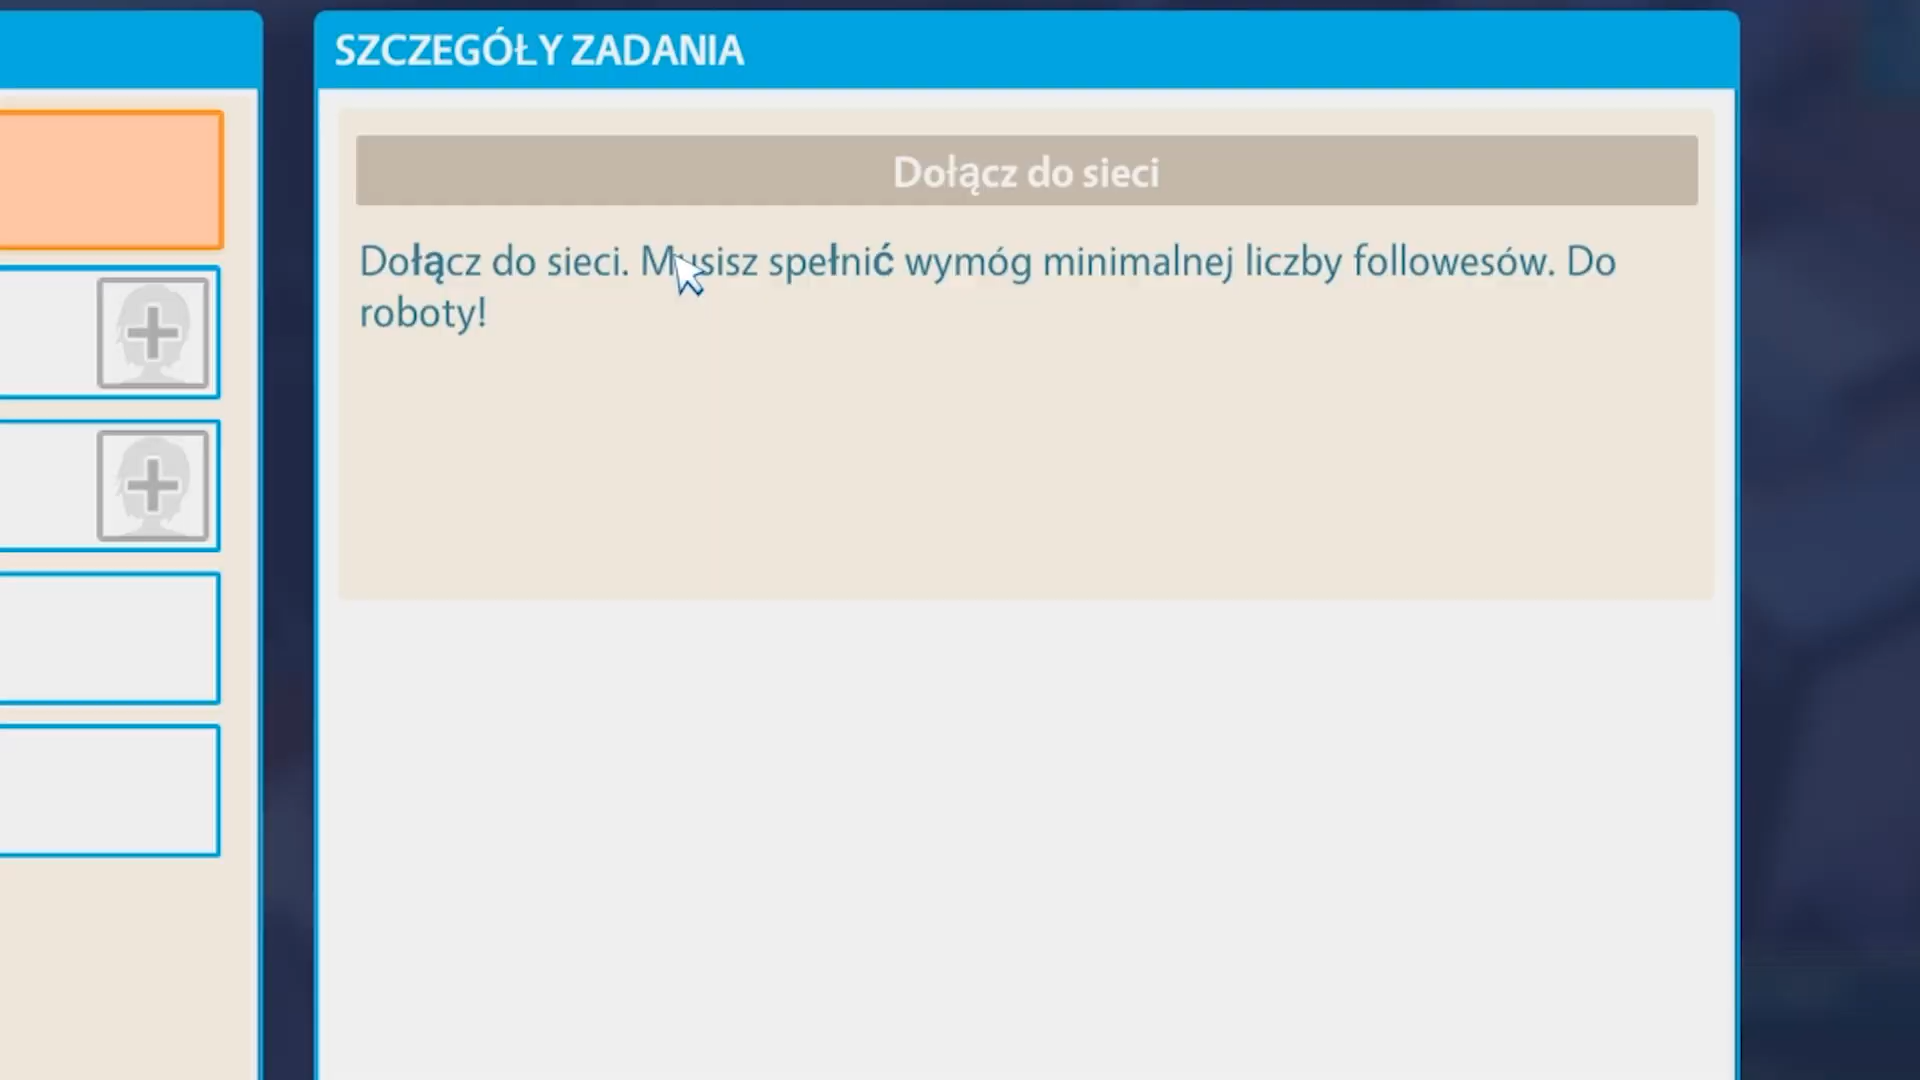 SZCZEGÓŁY ZADANIA
Dołącz do sieci
Dołącz do sieci. Musisz spełnić wymóg minimalnej liczby followesów. Do
roboty!